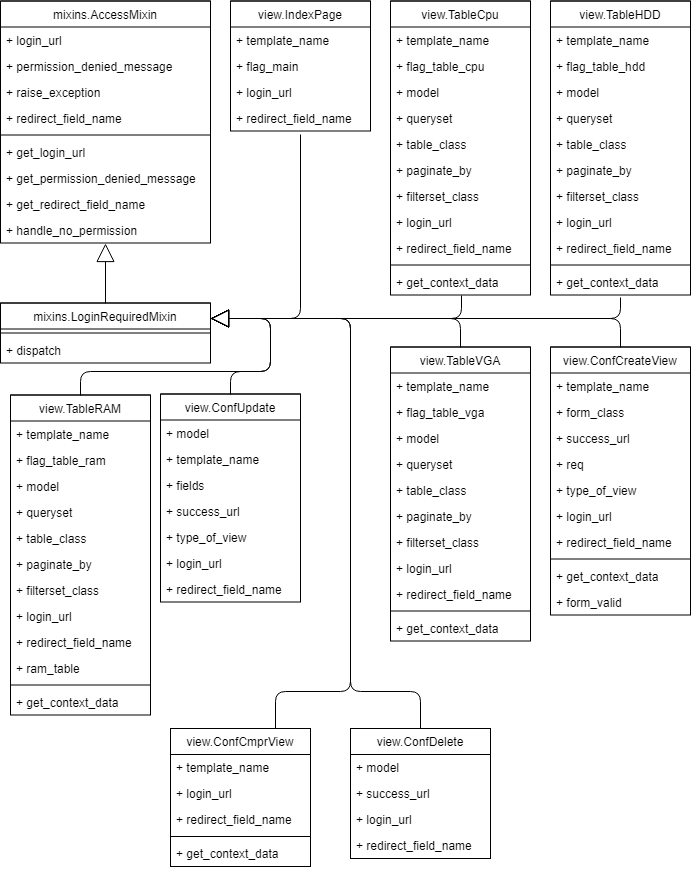 mixins.AccessMixin
+ login_url
+ permission_denied_message
+ raise_exception
+ redirect_field_name
+ get_login_url
+ get_permission_denied_message
+ get_redirect_field_name
+ handle_no_permission
view.IndexPage
+ template_name
+ flag_main
+ login_url
+ redirect_field_name
view.TableCpu
+ template_name
+ flag_table_cpu
+ model
+ queryset
+ table_class
+ paginate_by
+ filterset_class
+ login_url
+ redirect_field_name
+ get_context_data
view.TableHDD
+ template_name
+ flag_table_hdd
+ model
+ queryset
+ table_class
+ paginate_by
+ filterset_class
+ login_url
+ redirect_field_name
+ get_context_data
mixins.LoginRequiredMixin
+ dispatch
view.TableRAM
+ template_name
+ flag_table_ram
+ model
+ queryset
+ table_class
+ paginate_by
+ filterset_class
+ login_url
+ redirect_field_name
+ ram_table
+ get_context_data
view.ConfUpdate
+ model
+ template_name
+ fields
+ success_url
+ type_of_view
+ login_url
+ redirect_field_name
view.TableVGA
+ template_name
+ flag_table_vga
+ model
+ queryset
+ table_class
+ paginate_by
+ filterset_class
+ login_url
+ redirect_field_name
+ get_context_data
view.ConfCreateView
+ template_name
+ form_class
+ success_url
+ req
+ type_of_view
+ login_url
+ redirect_field_name
+ get_context_data
+ form_valid
view.ConfCmprView
+ template_name
+ login_url
+ redirect_field_name
+ get_context_data
view.ConfDelete
+ model
+ success_url
+ login_url
+ redirect_field_name